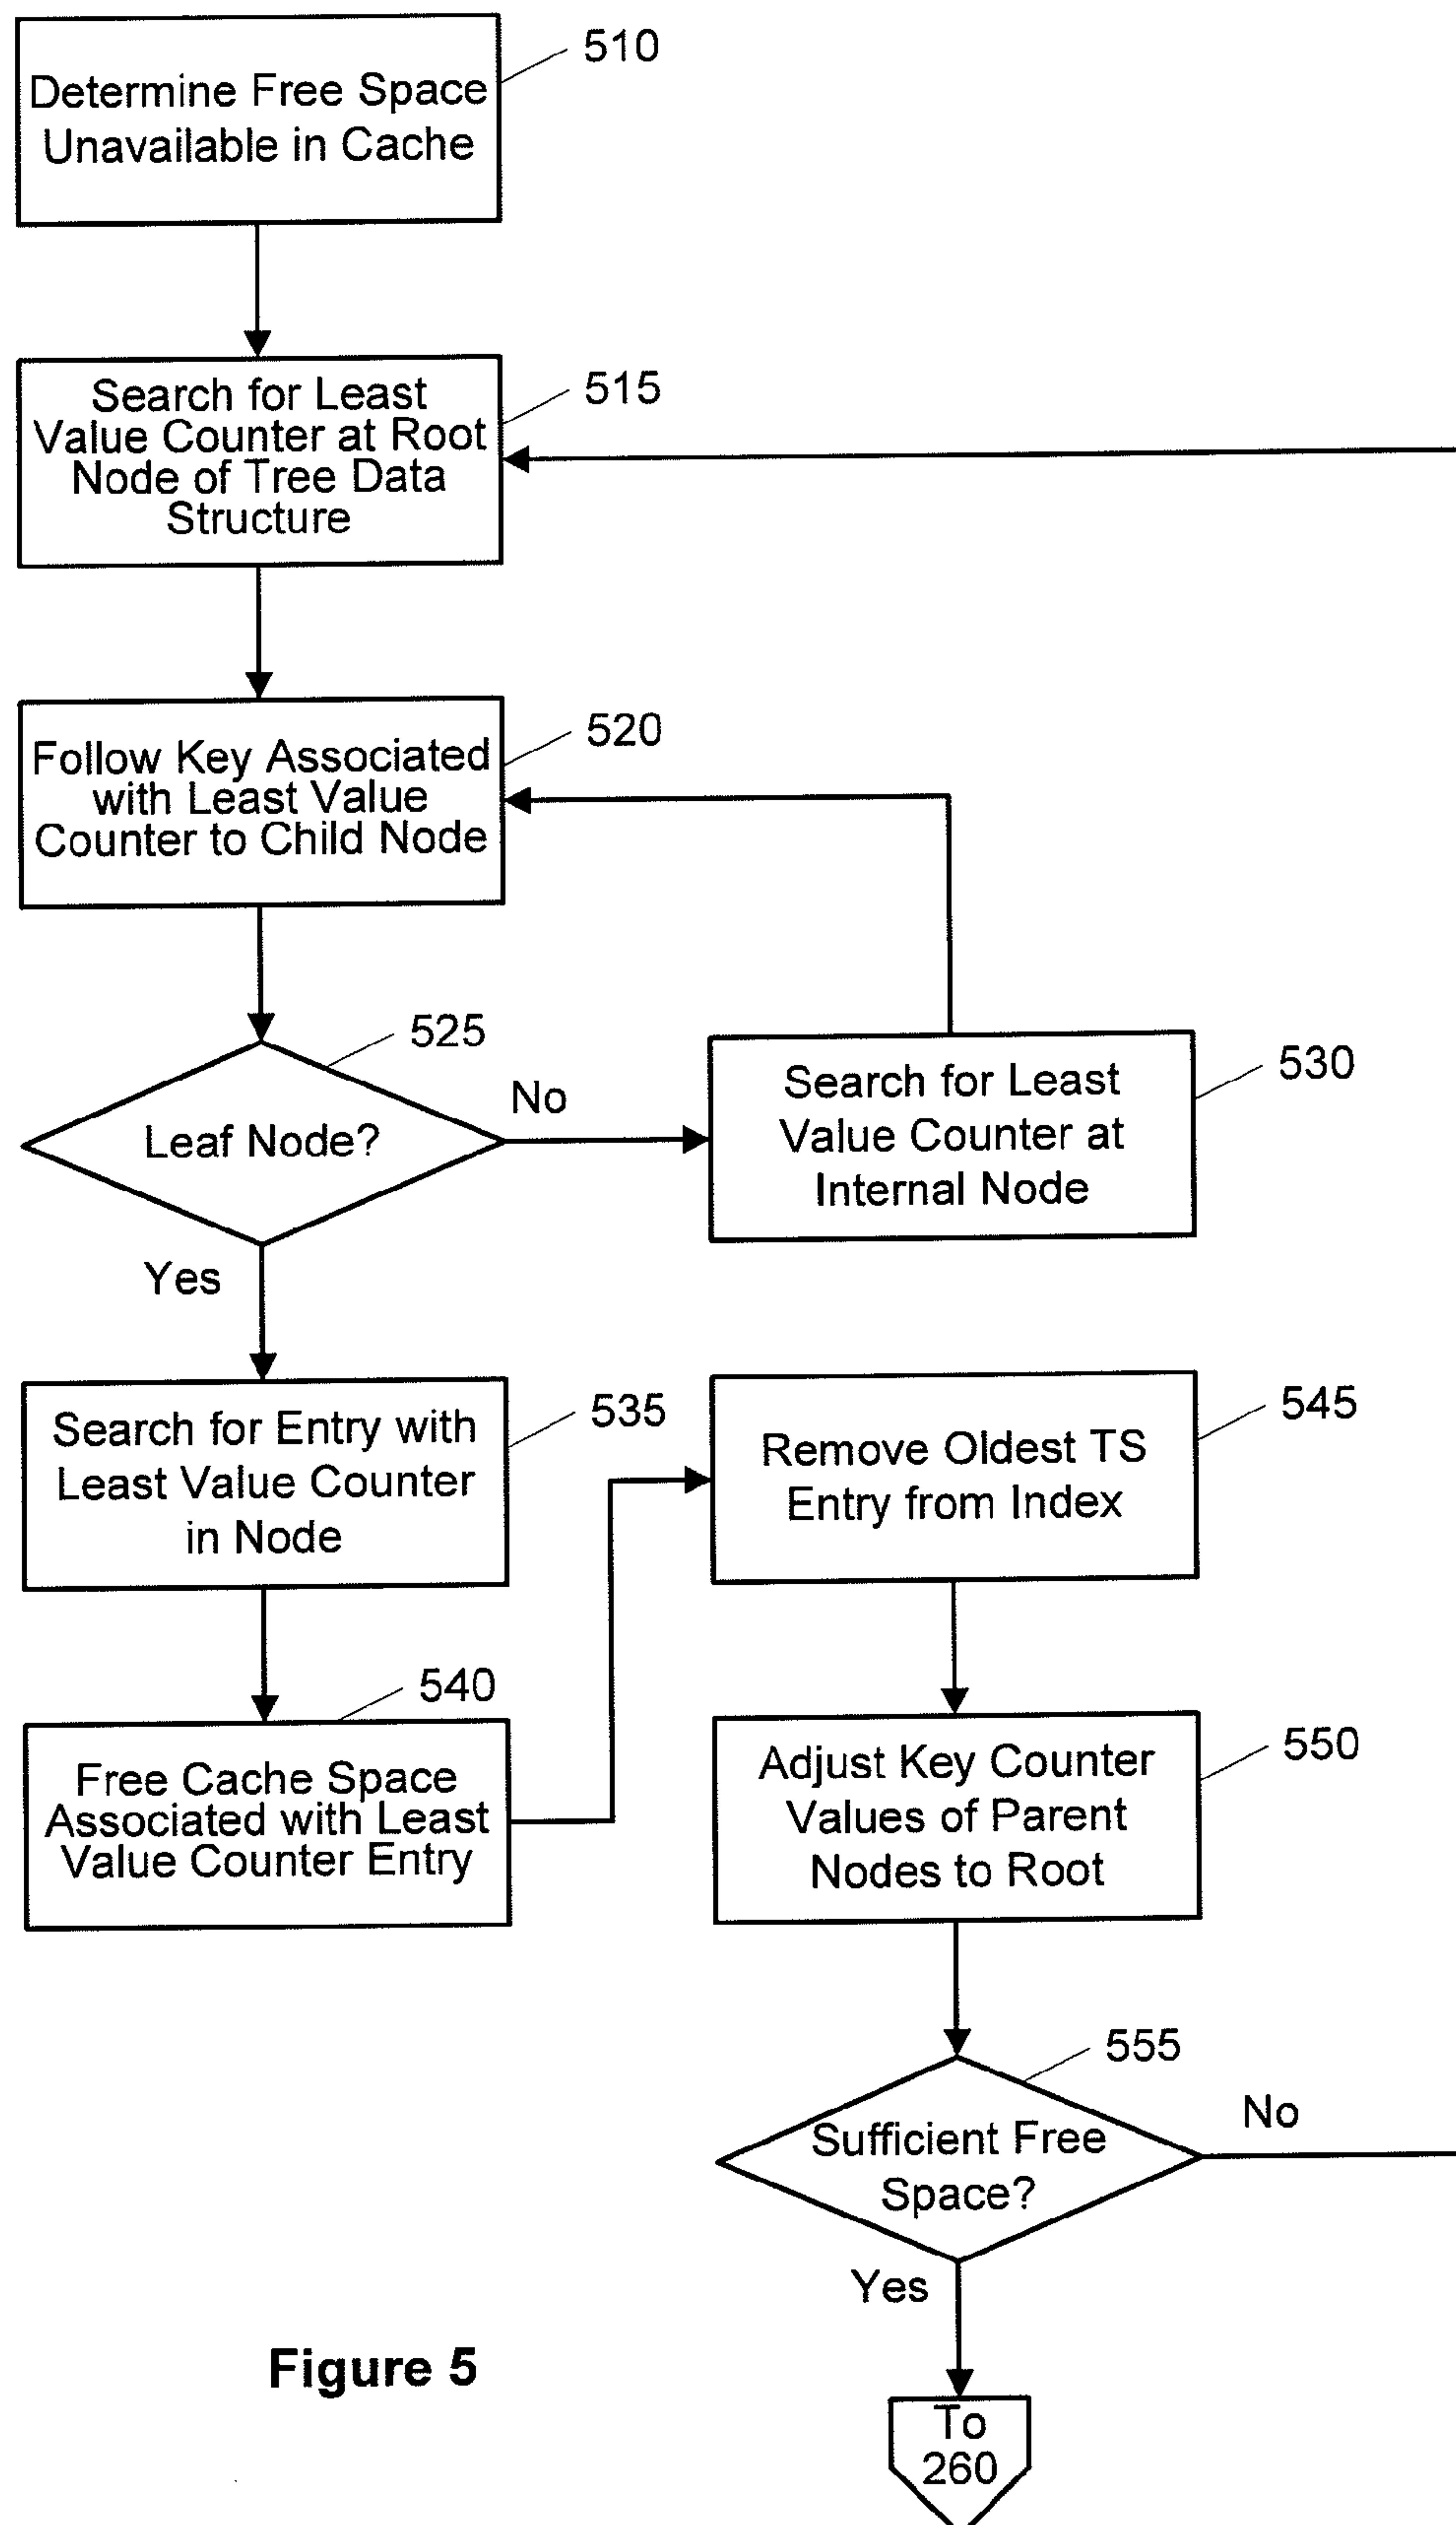 510
Determine Free Space
Unavailable in Cache
515
Search for Least
Value Counter at Root
Node of Tree Data
Structure
520
Follow Key Associated
with Least Value
Counter to Child Node
525
Leaf Node?
No
Yes
530
Search for Least
Value Counter at
Internal Node
535
Search for Entry with
Least Value Counter
in Node
540
Free Cache Space
Associated with Least
Value Counter Entry
545
Remove Oldest TS
Entry from Index
550
Adjust Key Counter
Values of Parent
Nodes to Root
555
Sufficient Free
Space?
No
Yes
To
260
Figure 5